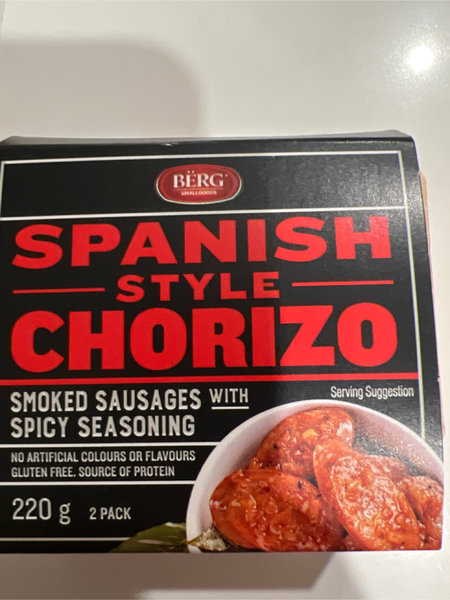 BËRG
SMALLGOODS
SPANISH
STYLE
CHORIZO
SMOKED SAUSAGES WITH
SPICY SEASONING
Serving Suggestion
NO ARTIFICIAL COLOURS OR FLAVOURS
GLUTEN FREE. SOURCE OF PROTEIN
220 g 2 PACK